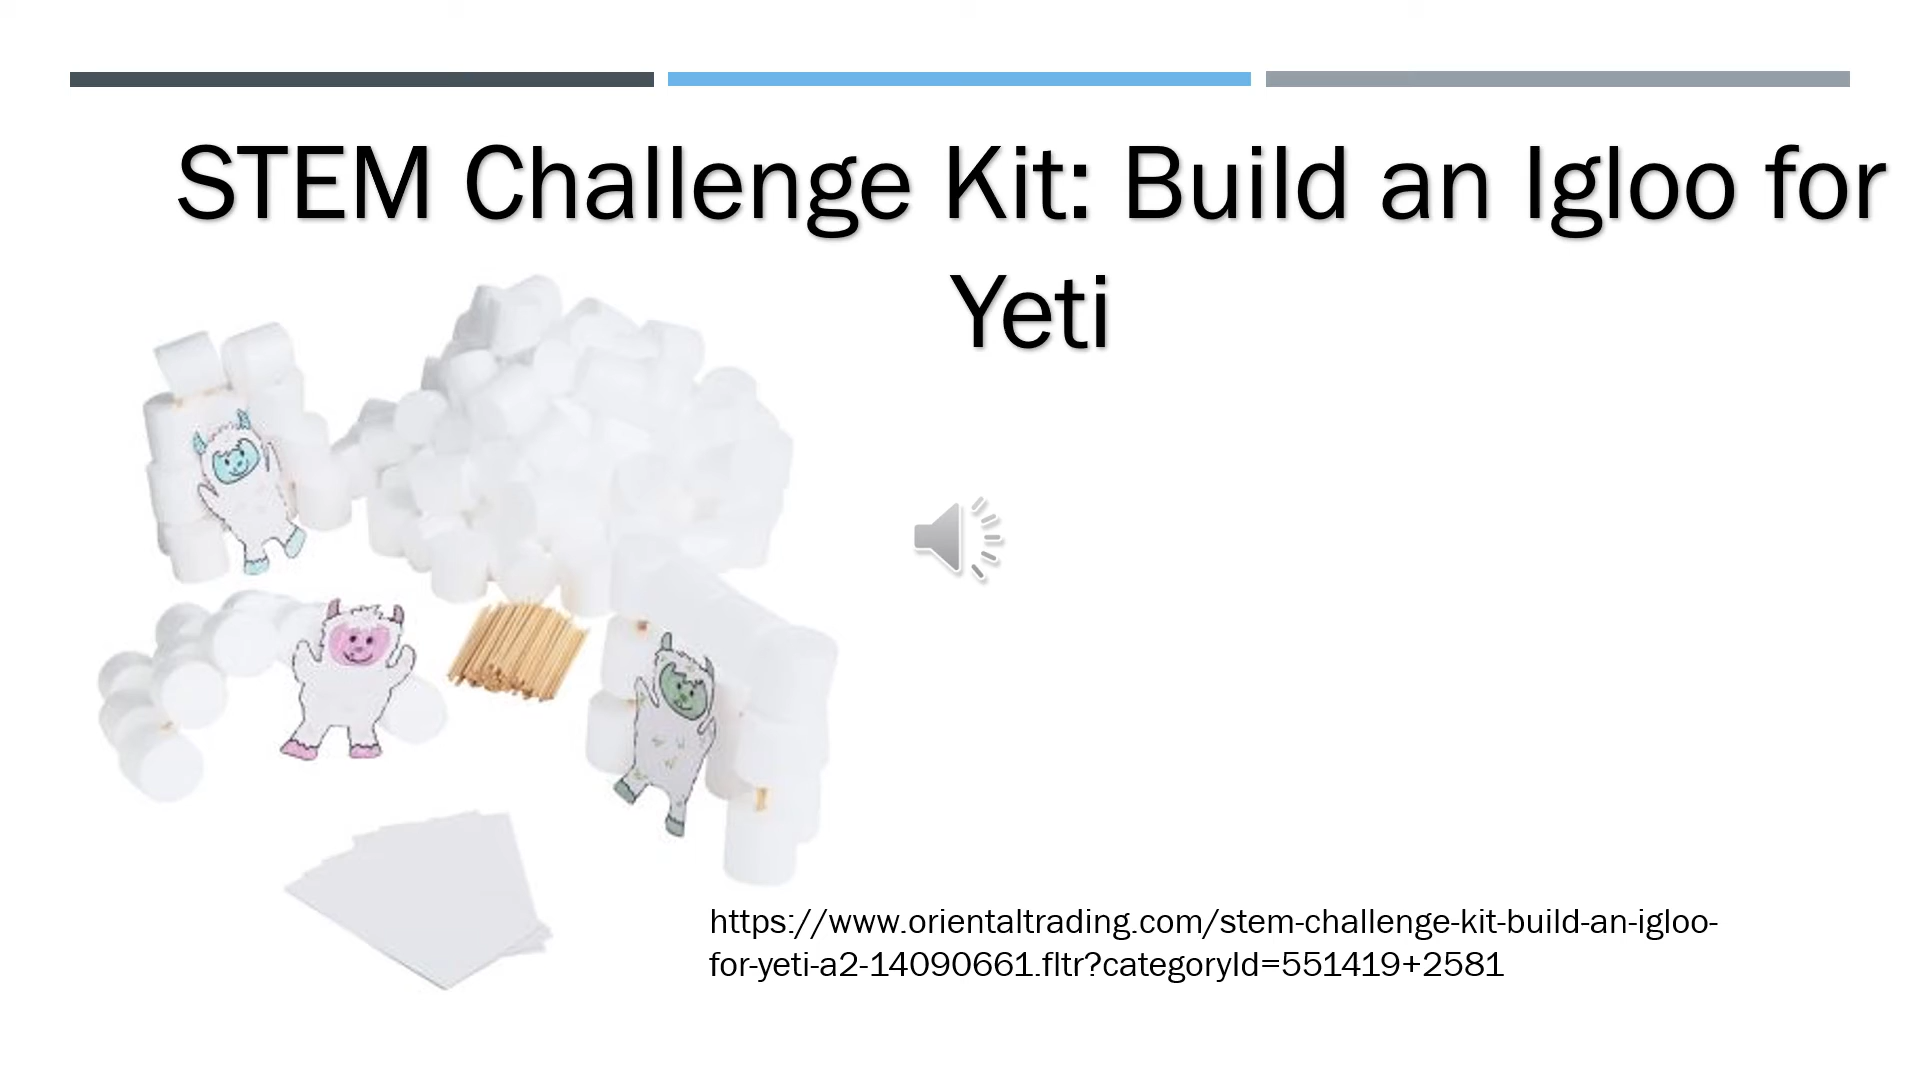 STEM Challenge Kit: Build an Igloo for
Yeti
https://www.orientaltrading.com/stem-challenge-kit-build-an-igloo-
for-yeti-a2-14090661.fltr?categoryId=551419+2581